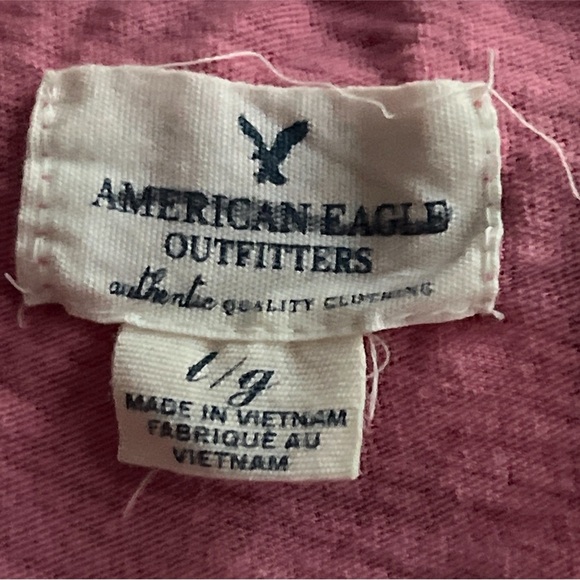 AMERICAN EAGLE
OUTFITTERS
authentic QUALITY CLOTHING
l/g
MADE IN VIETNAM
FABRIQUÉ AU
VIETNAM